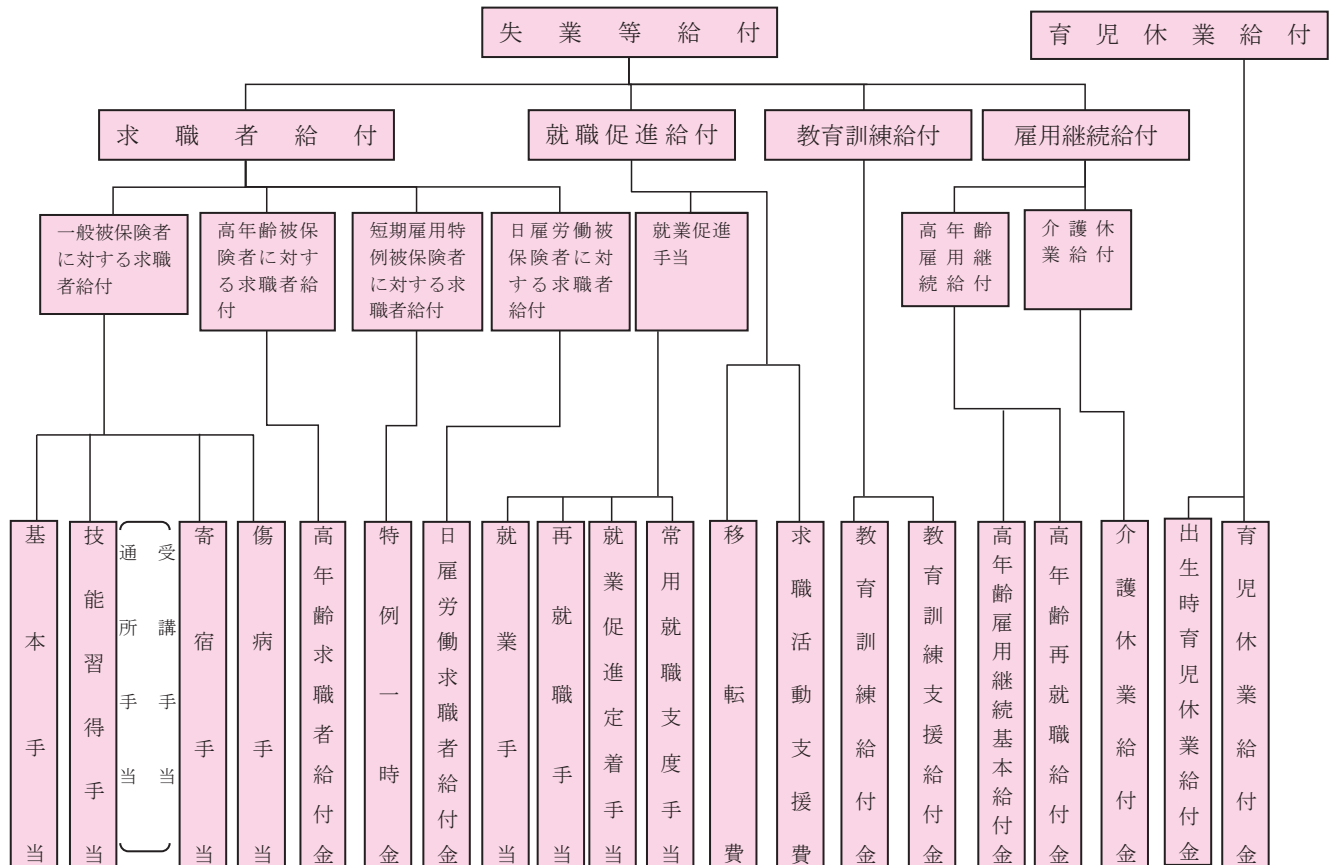 失業等給付
育児休業給付
求職者給付
就職促進給付
教育訓練給付
雇用継続給付
一般被保険者
に対する求職
者給付
高年齢被保
険者に対す
る求職者給
付
短期雇用特
例被保険者
に対する求
職者給付
日雇労働被
保険者に対
する求職者
給付
就業促進
手当
高年齢
雇用継
続給付
介護休
業給付
基本手当
技能習得手当
受講手当
通所手当
寄宿手当
傷病手当
高年齢求職者給付金
特例一時金
日雇労働求職者給付金
就業手当
再就職手当
就業促進定着手当
常用就職支度手当
移転費
求職活動支援費
教育訓練給付金
教育訓練支援給付金
高年齢雇用継続基本給付金
高年齢再就職給付金
介護休業給付金
出生時育児休業給付金
育児休業給付金